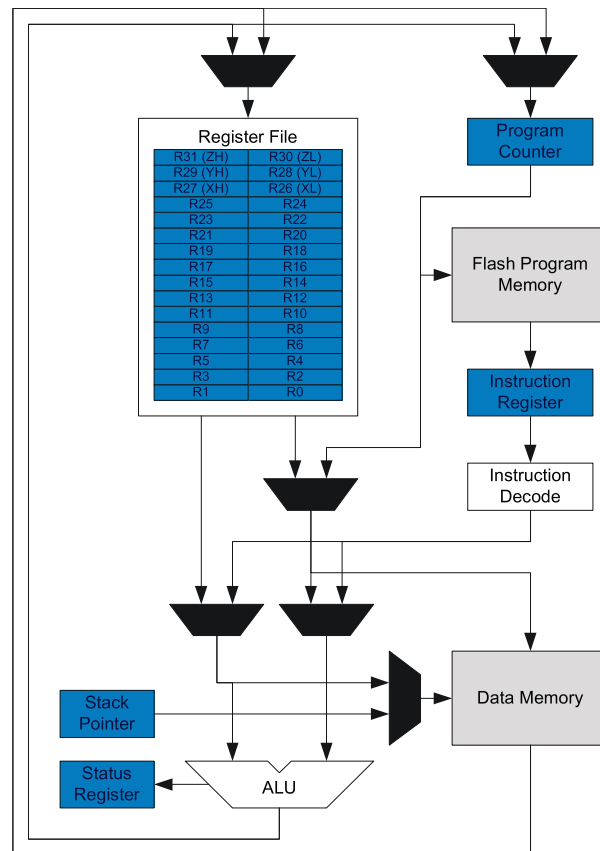 Register File
R31 (ZH) R30 (ZL)
R29 (YH) R28 (YL)
R27 (XH) R26 (XL)
R25 R24
R23 R22
R21 R20
R19 R18
R17 R16
R15 R14
R13 R12
R11 R10
R9 R8
R7 R6
R5 R4
R3 R2
R1 R0
Program
Counter
Flash Program
Memory
Instruction
Register
Instruction
Decode
Stack
Pointer
Data Memory
Status
Register
ALU